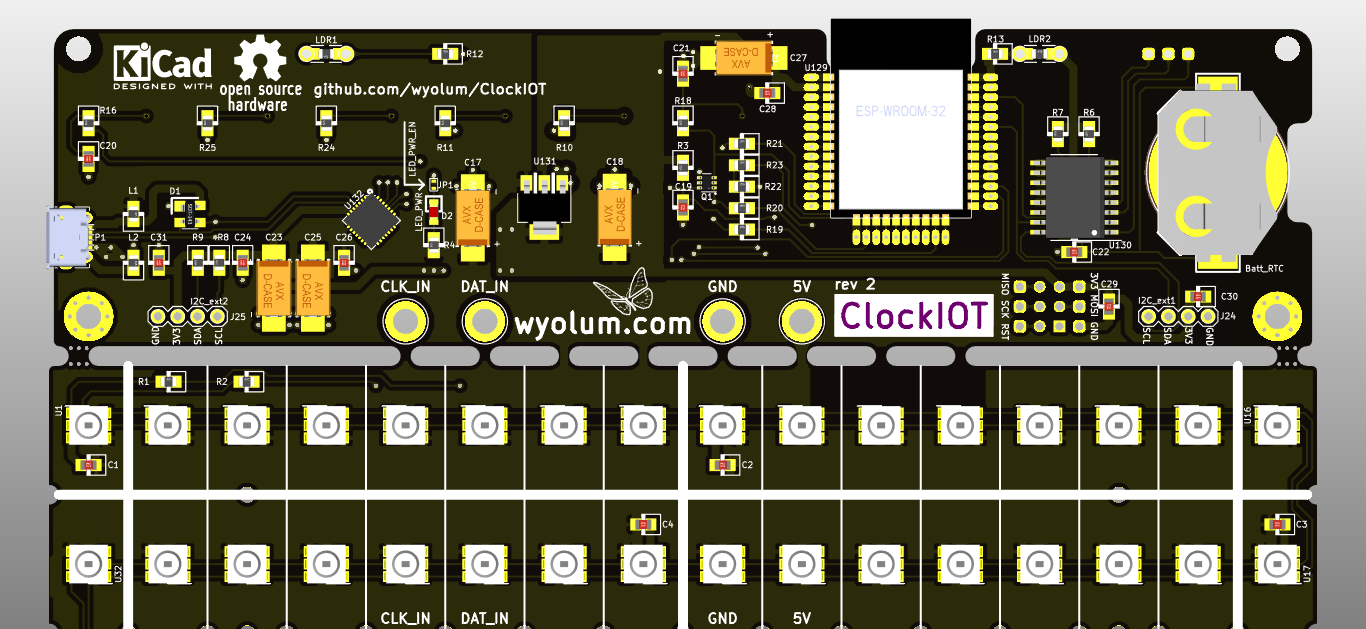 KiCad
DESIGNED WITH
open source
hardware
github.com/wyolum/ClockIOT
LDR1
R12
C21
AVX
D-CASE
C27
C28
U129
ESP-WROOM-32
R13
LDR2
R16
R25
R24
R11
R10
R18
C20
LED_PWR_EN
LED_PWR
JP1
D2
R4
C17
AVX
D-CASE
U131
C18
AVX
D-CASE
R3
C19
Q1
R21
R23
R22
R20
R19
R7
R6
U130
C22
Batt_RTC
L1
D1
U132
P1
L2
C31
R9
R8
C24
C23
AVX
D-CASE
C25
AVX
D-CASE
C26
I2C_ext2
J25
GND
3V3
SDA
SCL
CLK_IN
DAT_IN
wyolum.com
GND
5V
rev 2
ClockIOT
MISO
SCK
RST
3V3
MOSI
GND
C29
I2C_ext1
C30
J24
SCL
SDA
3V3
GND
R1
R2
U1
U16
C1
C2
C4
C3
U32
U17
CLK_IN
DAT_IN
GND
5V